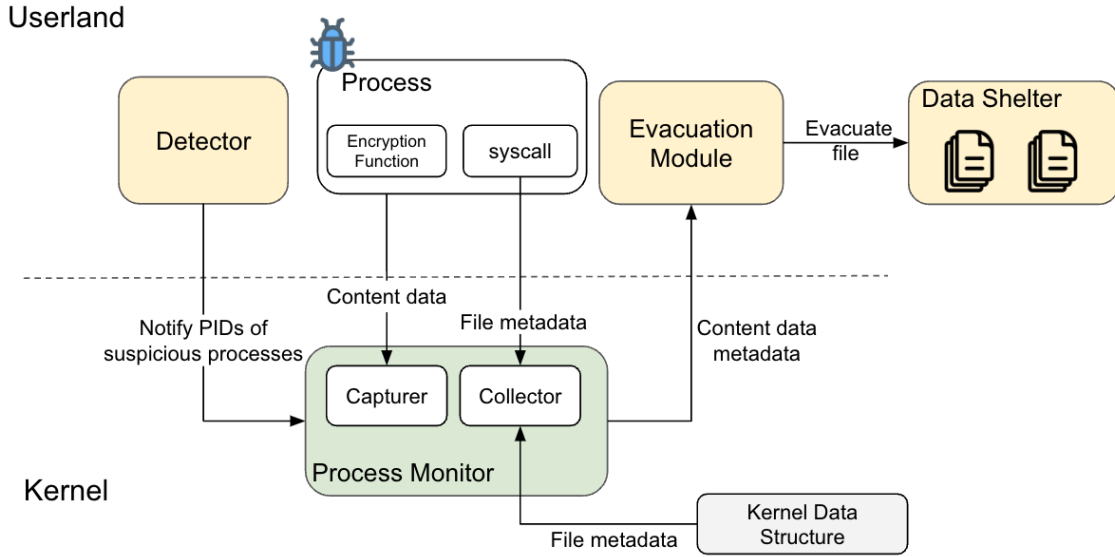 Userland
Detector
Process
Encryption
Function
syscall
Evacuation
Module
Evacuate
file
Data Shelter
Content data
File metadata
Notify PIDs of
suspicious processes
Content data
metadata
Capturer
Collector
Process Monitor
Kernel
File metadata
Kernel Data
Structure